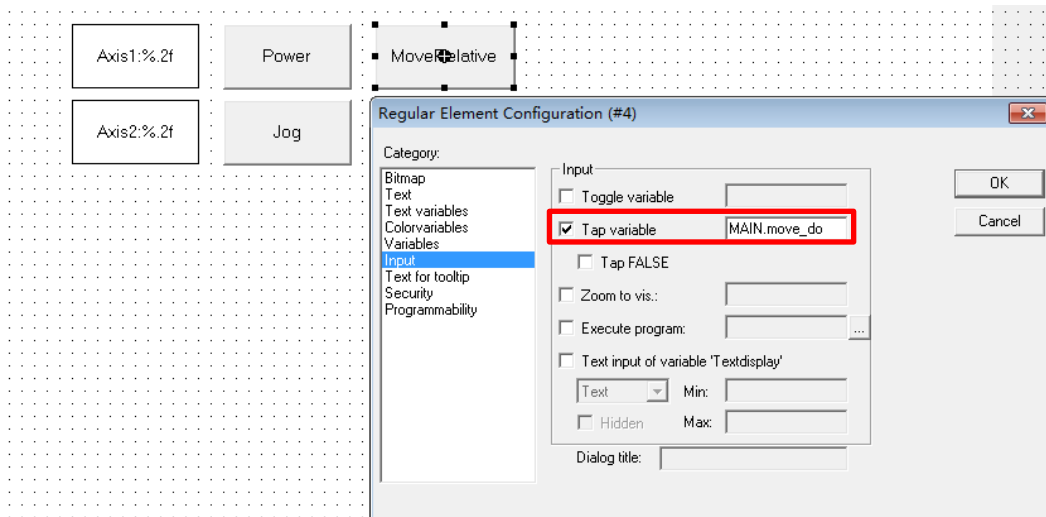 Axis1:%.2f
Power
MoveRelative
Axis2:%.2f
Jog
Regular Element Configuration (#4)
Category:
Bitmap
Text
Text variables
Colorvariables
Variables
Input
Text for tooltip
Security
Programmability
Input
Toggle variable
Tap variable MAIN.move_do
Tap FALSE
Zoom to vis.:
Execute program: ...
Text input of variable 'Textdisplay'
Text Min:
Hidden Max:
Dialog title:
OK
Cancel